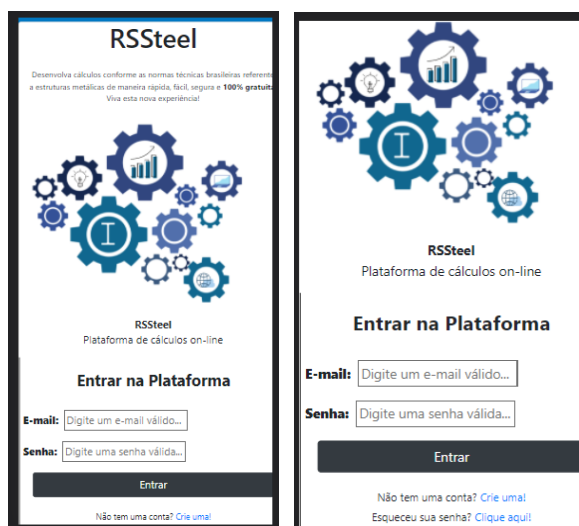 RSSteel
Desenvolva cálculos conforme as normas técnicas brasileiras referent
a estruturas metálicas de maneira rápida, fácil, segura e 100% gratuita
Viva esta nova experiência!
I
RSSteel
Plataforma de cálculos on-line
Entrar na Plataforma
E-mail: Digite um e-mail válido...
Senha: Digite uma senha válida...
Entrar
Não tem uma conta? Crie uma!
I
RSSteel
Plataforma de cálculos on-line
Entrar na Plataforma
E-mail: Digite um e-mail válido...
Senha: Digite uma senha válida...
Entrar
Não tem uma conta? Crie uma!
Esqueceu sua senha? Clique aqui!